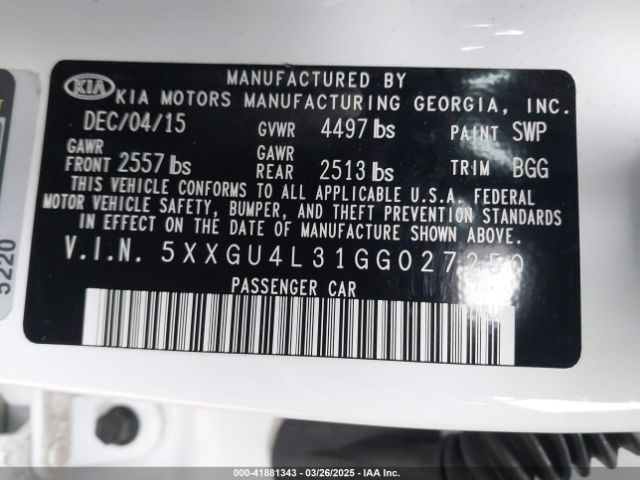 MANUFACTURED BY
KIA KIA MOTORS MANUFACTURING GEORGIA, INC.
DEC/04/15 GVWR 4497 lbs PAINT SWP
GAWR FRONT 2557 lbs GAWR REAR 2513 lbs TRIM BGG
THIS VEHICLE CONFORMS TO ALL APPLICABLE U.S.A. FEDERAL
MOTOR VEHICLE SAFETY, BUMPER, AND THEFT PREVENTION STANDARDS
IN EFFECT ON THE DATE OF MANUFACTURE SHOWN ABOVE.
V.I.N. 5XXGU4L31GG027250
PASSENGER CAR
5220
000-41881343 - 03/26/2025 - IAA Inc.